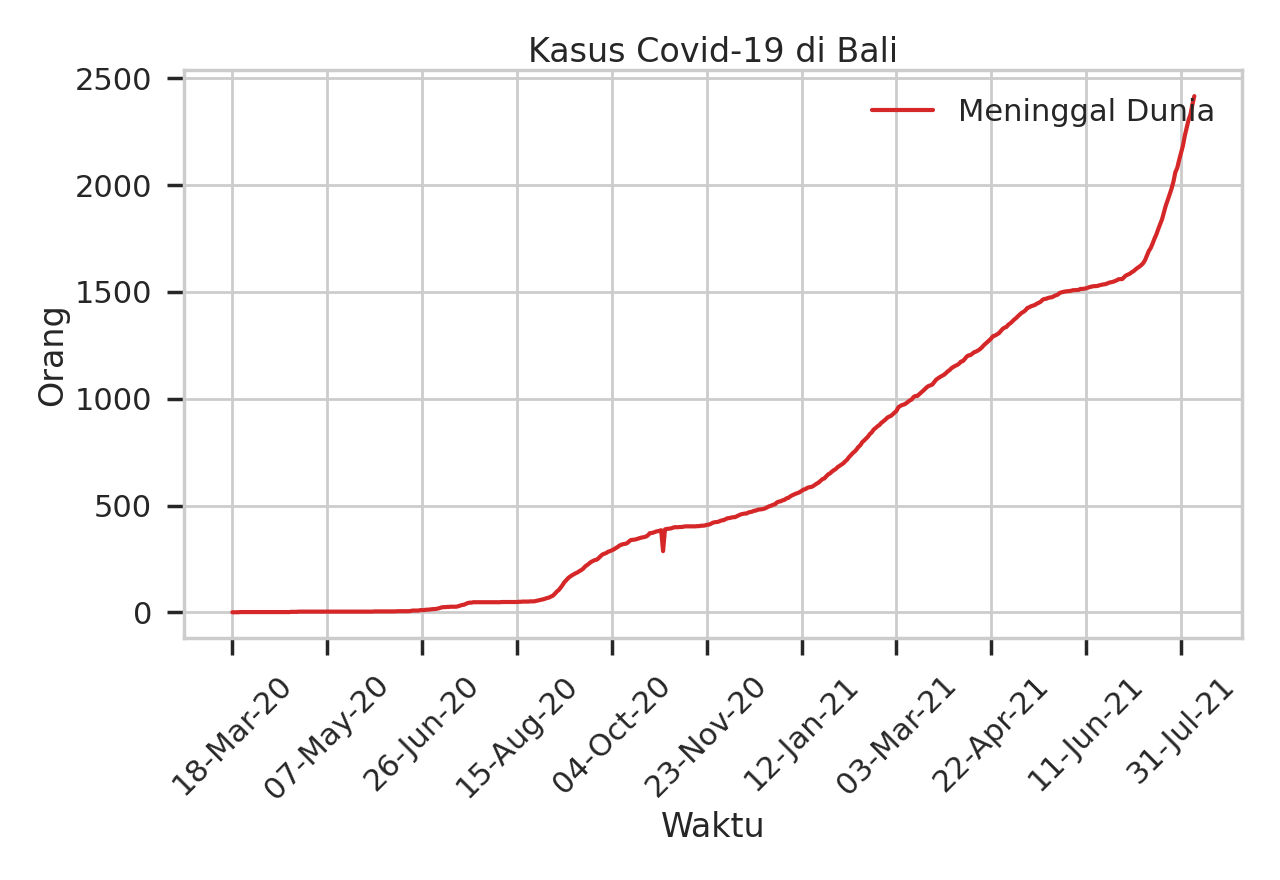 Kasus Covid-19 di Bali
Meninggal Dunia
Orang
2500
2000
1500
1000
500
0
18-Mar-20
07-May-20
26-Jun-20
15-Aug-20
04-Oct-20
23-Nov-20
12-Jan-21
03-Mar-21
22-Apr-21
11-Jun-21
31-Jul-21
Waktu